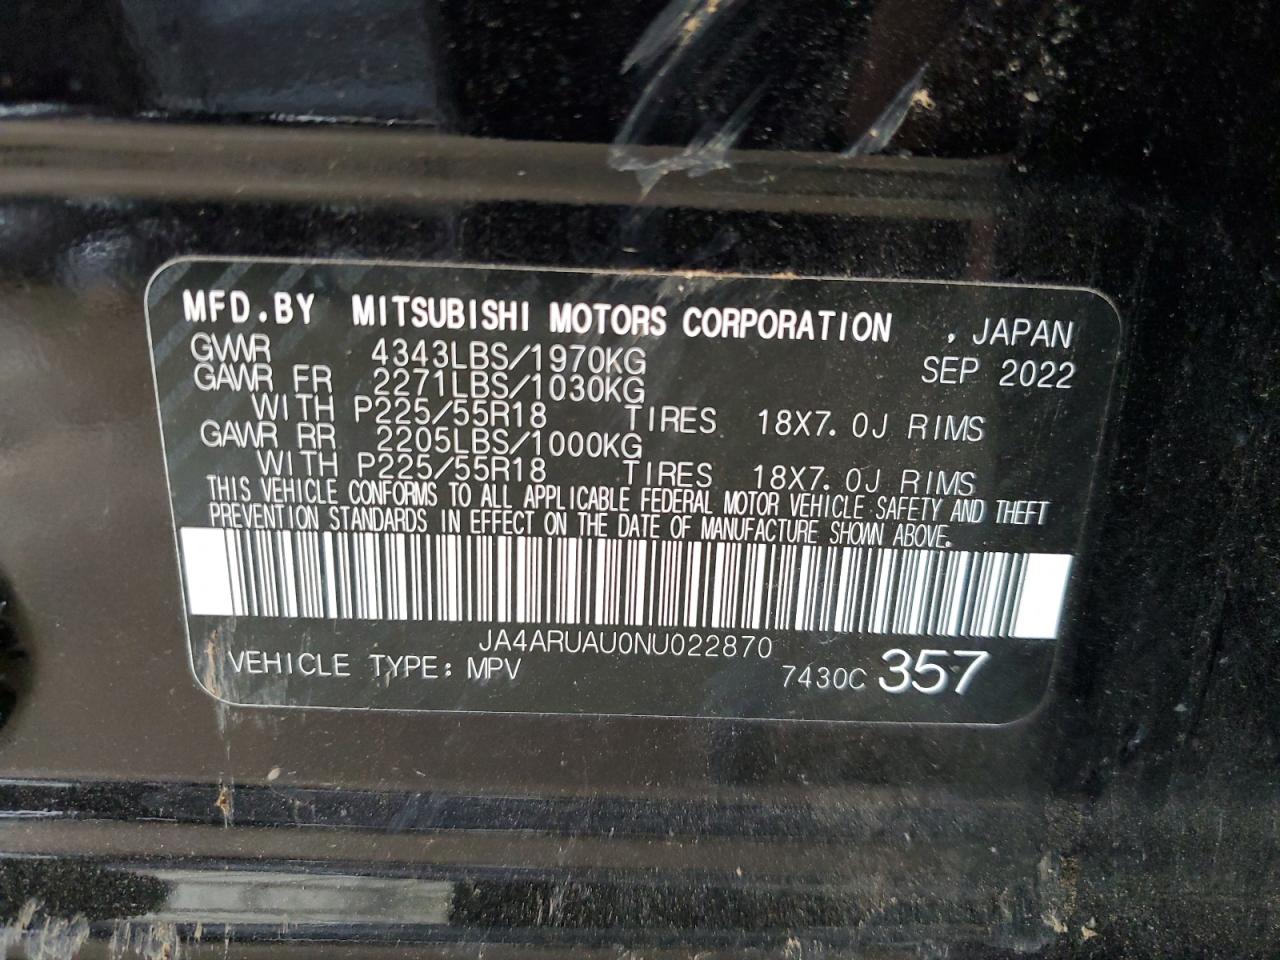 MFD.BY MITSUBISHI MOTORS CORPORATION , JAPAN
GVWR 4343LBS/1970KG SEP 2022
GAWR FR 2271LBS/1030KG
WITH P225/55R18 TIRES 18X7.0J RIMS
GAWR RR 2205LBS/1000KG
WITH P225/55R18 TIRES 18X7.0J RIMS
THIS VEHICLE CONFORMS TO ALL APPLICABLE FEDERAL MOTOR VEHICLE SAFETY AND THEFT
PREVENTION STANDARDS IN EFFECT ON THE DATE OF MANUFACTURE SHOWN ABOVE.
JA4ARUAU0NU022870
VEHICLE TYPE: MPV 7430C 357